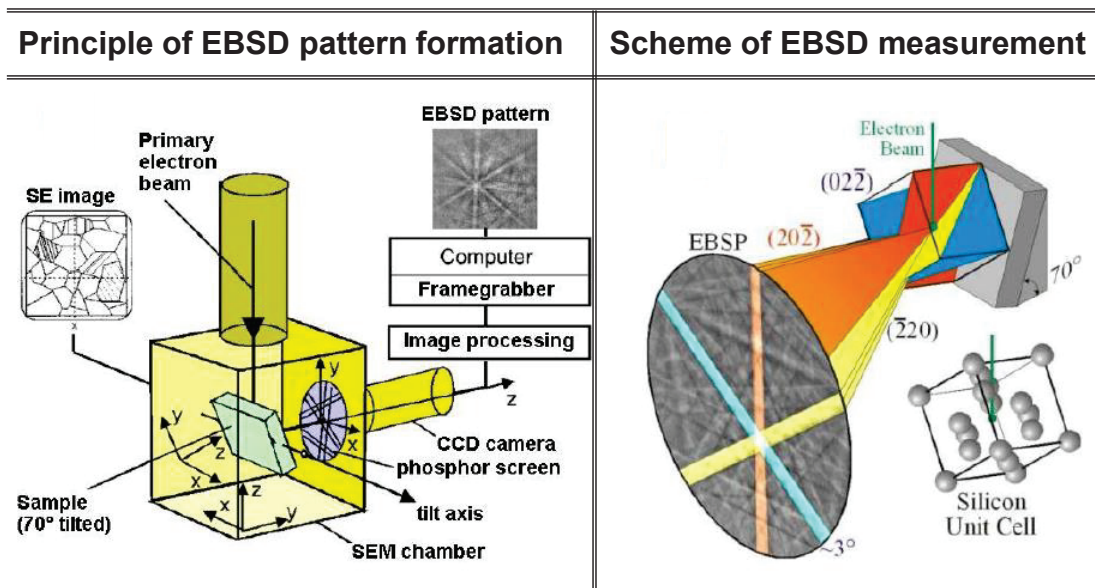 Principle of EBSD pattern formation
Scheme of EBSD measurement
EBSD pattern
Primary
electron
beam
SE image
x
Computer
Framegrabber
Image processing
y
z
x
y
z
x
z
x
y
CCD camera
phosphor screen
tilt axis
Sample
(70° tilted)
SEM chamber
Electron
Beam
(02̅2̅)
EBSP
(202̅)
70°
(2̅20)
Silicon
Unit Cell
~3°